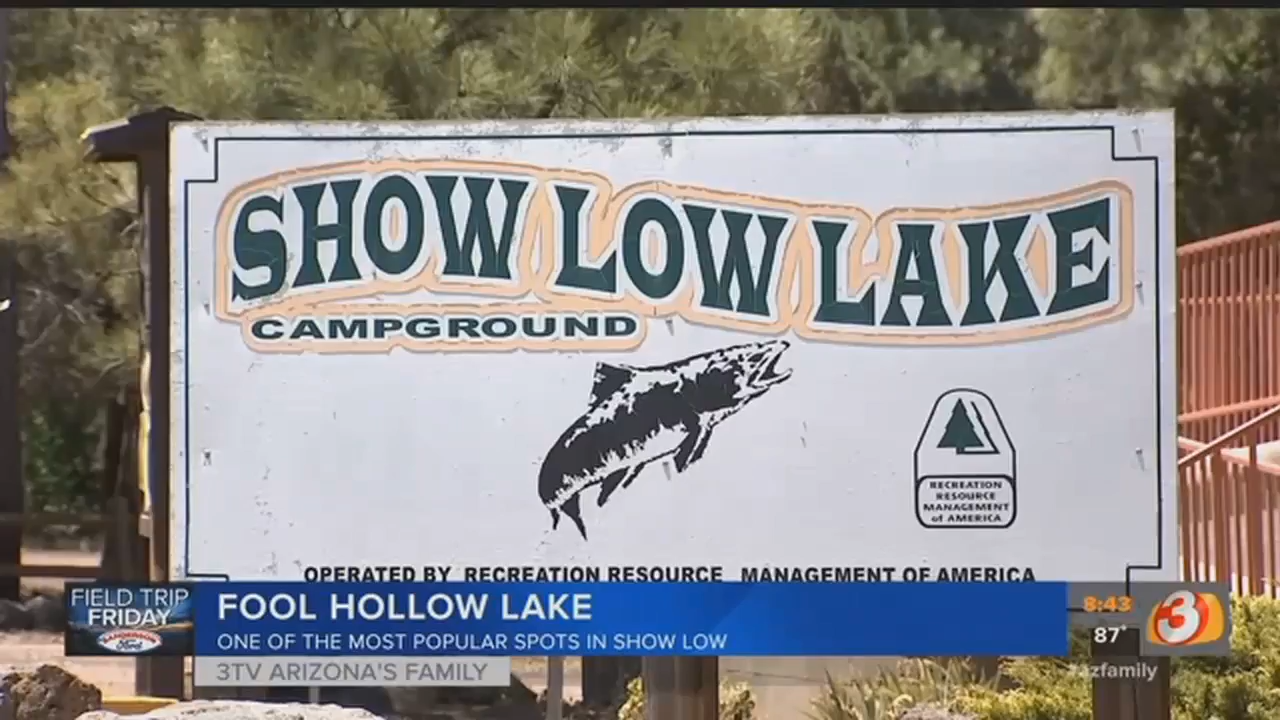 SHOW LOW LAKE
CAMPGROUND
RECREATION
RESOURCE
MANAGEMENT
of AMERICA
OPERATED BY RECREATION RESOURCE MANAGEMENT OF AMERICA
FIELD TRIP
FRIDAY
SANDERSON
Ford
FOOL HOLLOW LAKE
ONE OF THE MOST POPULAR SPOTS IN SHOW LOW
3TV ARIZONA'S FAMILY
8:43
87°
3
#azfamily